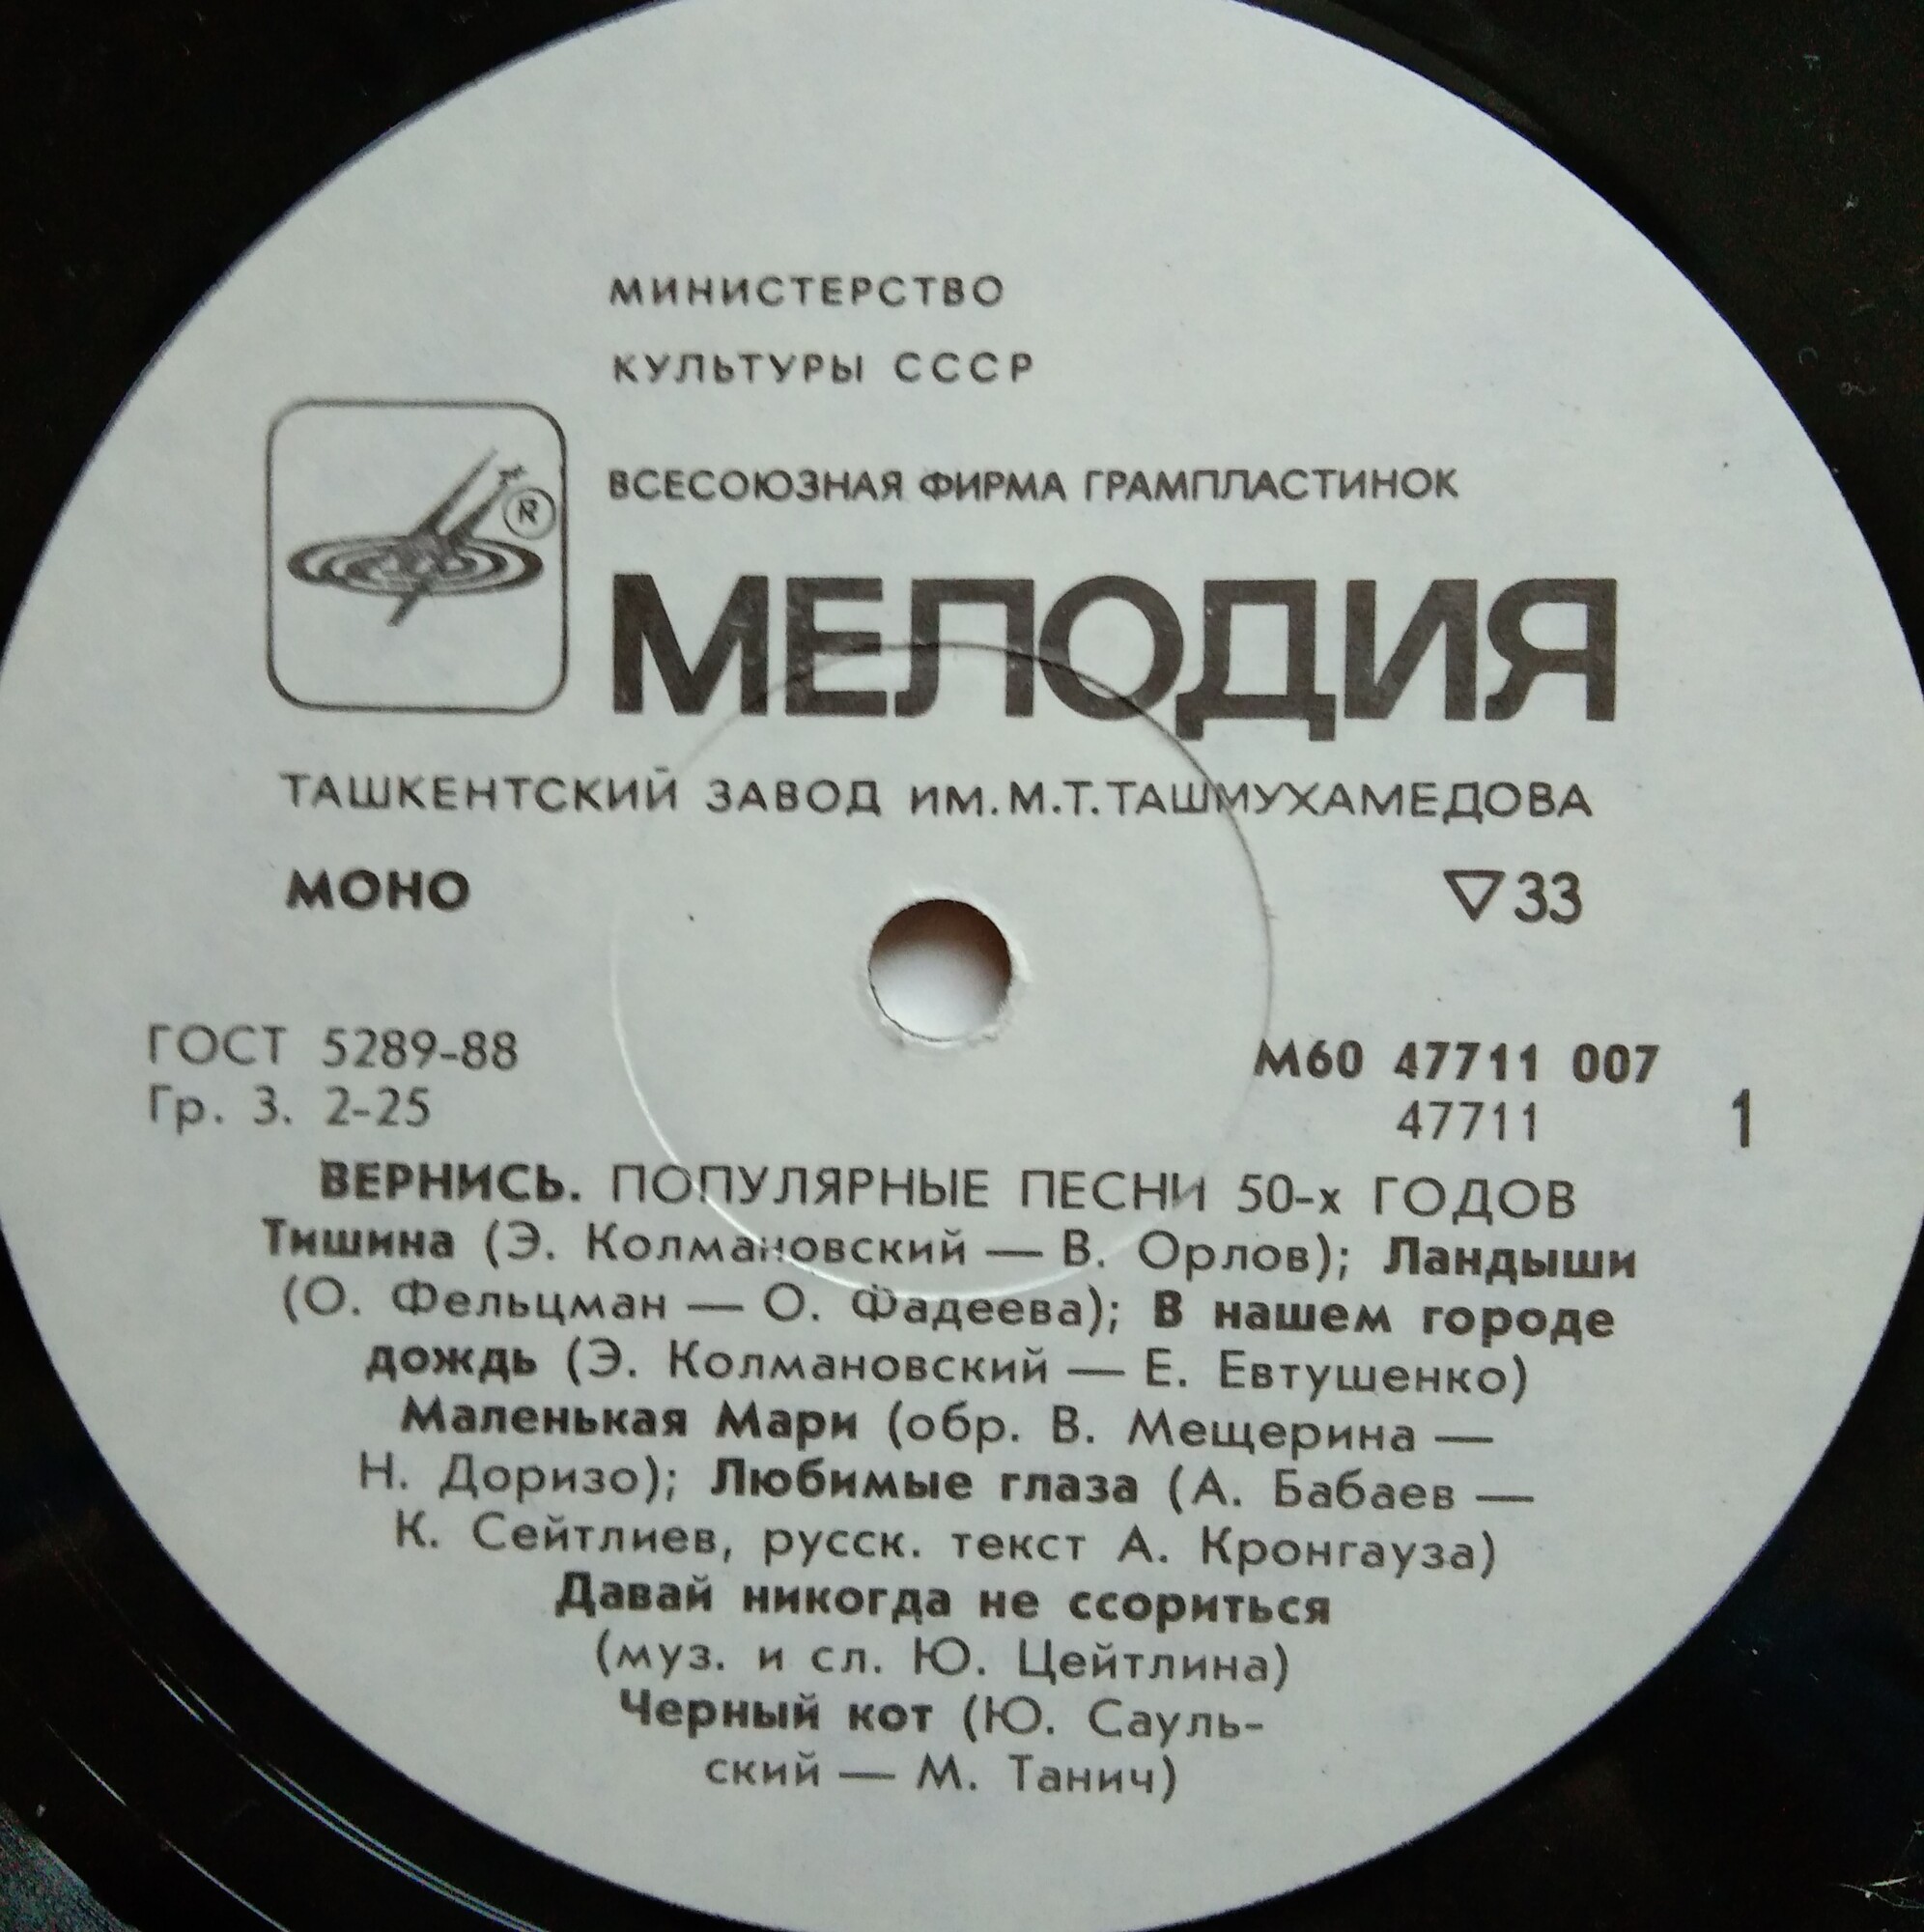 МИНИСТЕРСТВО
КУЛЬТУРЫ СССР
ВСЕСОЮЗНАЯ ФИРМА ГРАМПЛАСТИНОК
®
МЕЛОДИЯ
ТАШКЕНТСКИЙ ЗАВОД ИМ.М.Т.ТАШМУХАМЕДОВА
МОНО
▽33
ГОСТ 5289-88
Гр. 3. 2-25
М60 47711 007
47711
1
ВЕРНИСЬ. ПОПУЛЯРНЫЕ ПЕСНИ 50-х ГОДОВ
Тишина (Э. Колмановский — В. Орлов); Ландыши
(О. Фельцман — О. Фадеева); В нашем городе
дождь (Э. Колмановский — Е. Евтушенко)
Маленькая Мари (обр. В. Мещерина —
Н. Доризо); Любимые глаза (А. Бабаев —
К. Сейтлиев, русск. текст А. Кронгауза)
Давай никогда не ссориться
(муз. и сл. Ю. Цейтлина)
Черный кот (Ю. Сауль-
ский — М. Танич)